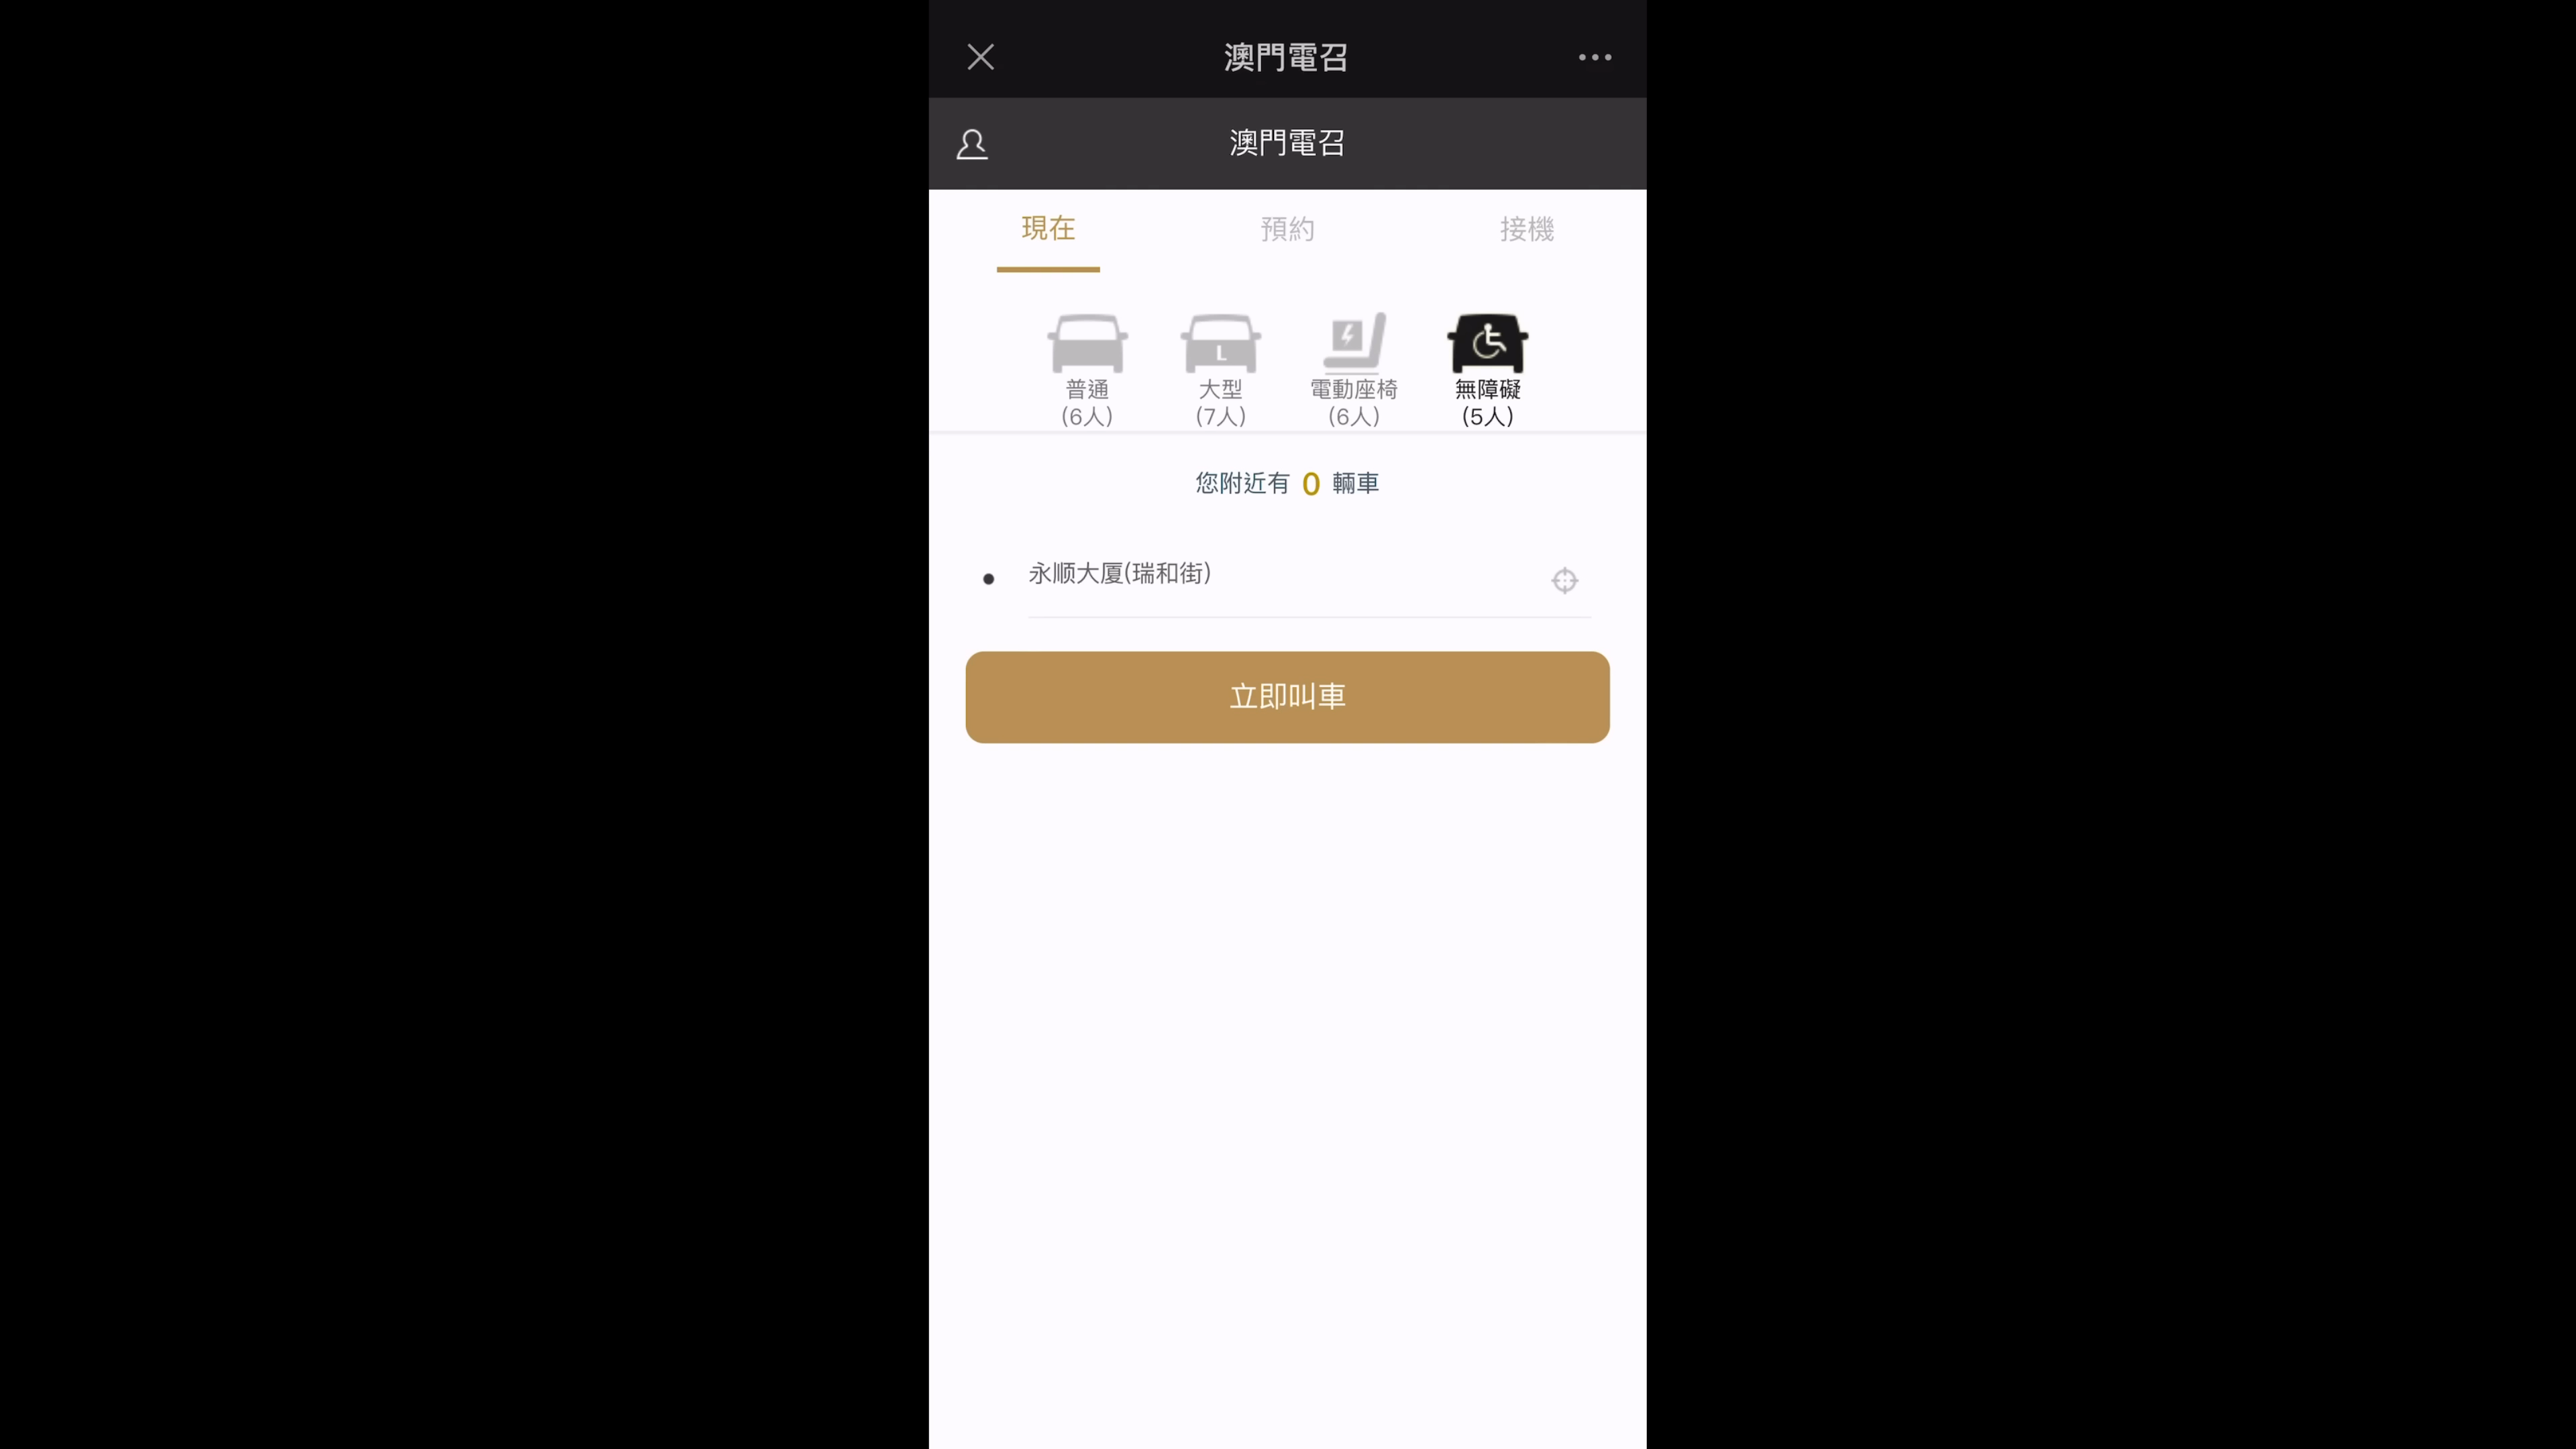 澳門電召
澳門電召
現在
預約
接機
L
普通
(6人)
大型
(7人)
電動座椅
(6人)
無障礙
(5人)
您附近有 0 輛車
永顺大厦(瑞和街)
立即叫車